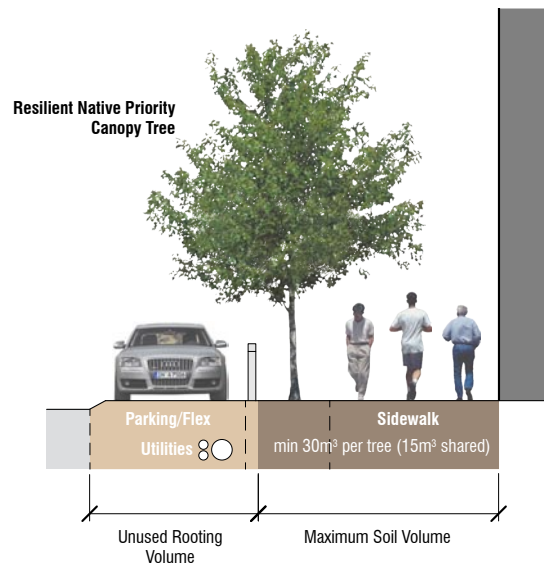 Resilient Native Priority
Canopy Tree
Parking/Flex
Sidewalk
Utilities
min 30m³ per tree (15m³ shared)
Unused Rooting
Volume
Maximum Soil Volume